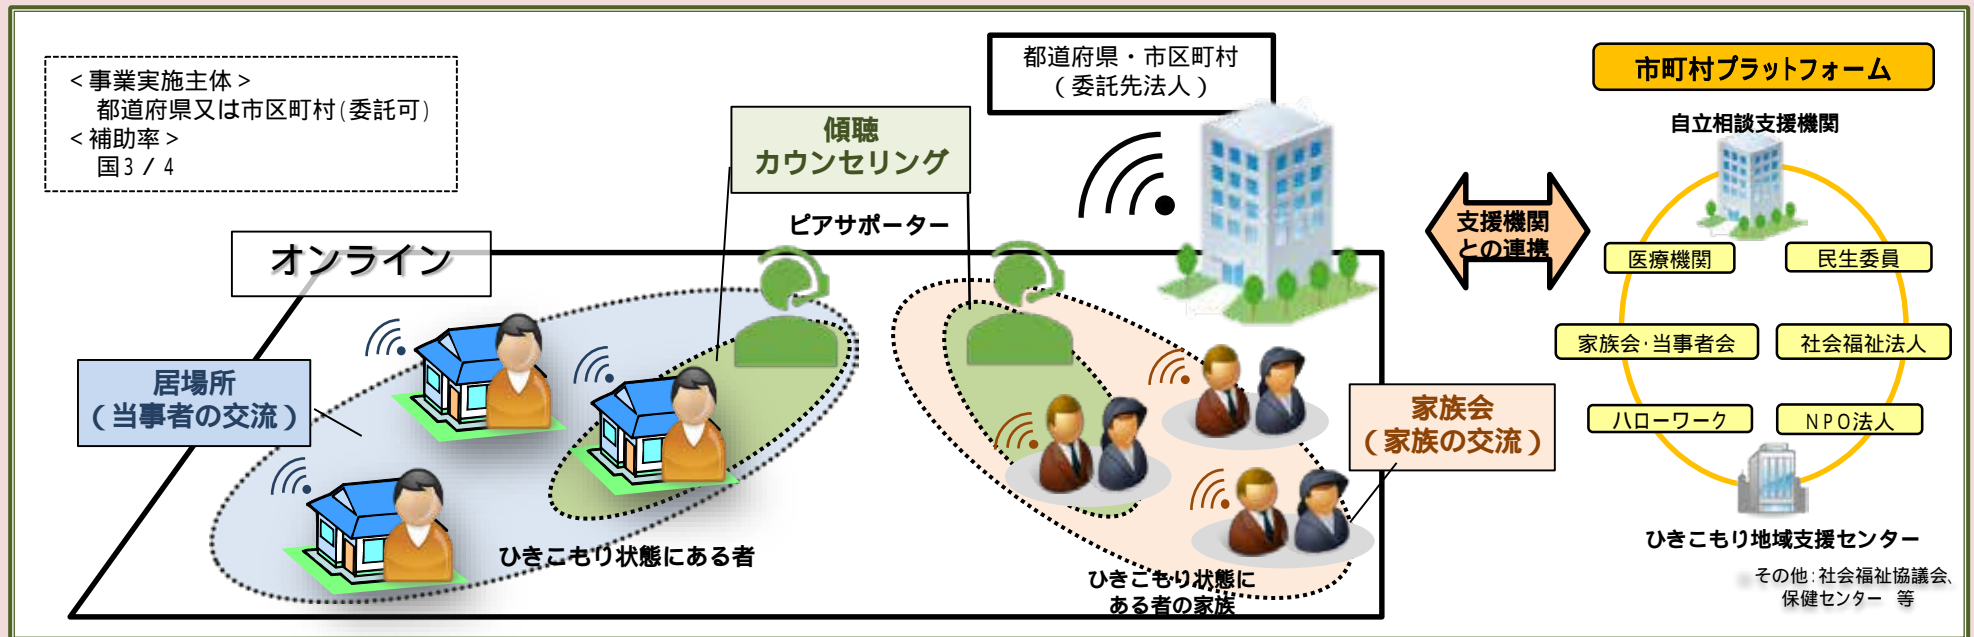 <事業実施主体>
都道府県又は市区町村(委託可)
<補助率>
国3/4
都道府県・市区町村
(委託先法人)
市町村プラットフォーム
自立相談支援機関
傾聴
カウンセリング
ピアサポーター
オンライン
支援機関
との連携
医療機関
民生委員
家族会・当事者会
社会福祉法人
居場所
(当事者の交流)
家族会
(家族の交流)
ハローワーク
NPO法人
ひきこもり状態にある者
ひきこもり状態に
ある者の家族
ひきこもり地域支援センター
その他:社会福祉協議会、
保健センター 等